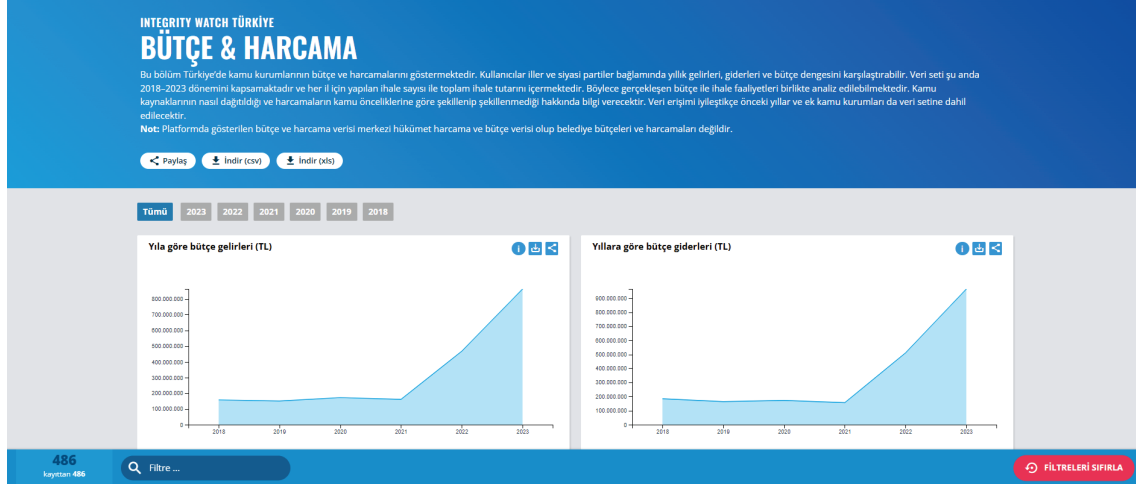 INTEGRITY WATCH TÜRKİYE
BÜTÇE & HARCAMA
Bu bölüm Türkiye'de kamu kurumlarının bütçe ve harcamalarını göstermektedir. Kullanıcılar iller ve siyasi partiler bağlamında yıllık gelirleri, giderleri ve bütçe dengesini karşılaştırabilir. Veri seti şu anda
2018–2023 dönemini kapsamaktadır ve her il için yapılan ihale sayısı ile toplam ihale tutarını içermektedir. Böylece gerçekleşen bütçe ile ihale faaliyetleri birlikte analiz edilebilmektedir. Kamu
kaynaklarının nasıl dağıtıldığı ve harcamaların kamu önceliklerine göre şekillenip şekillenmediği hakkında bilgi verecektir. Veri erişimi iyileştikçe önceki yıllar ve ek kamu kurumları da veri setine dahil
edilecektir.
Not: Platformda gösterilen bütçe ve harcama verisi merkezi hükümet harcama ve bütçe verisi olup belediye bütçeleri ve harcamaları değildir.
Paylaş İndir (csv) İndir (xls)
Tümü 2023 2022 2021 2020 2019 2018
Yıla göre bütçe gelirleri (TL)
800.000.000
700.000.000
600.000.000
500.000.000
400.000.000
300.000.000
200.000.000
100.000.000
0
2018 2019 2020 2021 2022 2023
Yıllara göre bütçe giderleri (TL)
900.000.000
800.000.000
700.000.000
600.000.000
500.000.000
400.000.000
300.000.000
200.000.000
100.000.000
0
2018 2019 2020 2021 2022 2023
486
kayıttan 486
Filtre ...
FİLTRELERİ SIFIRLA